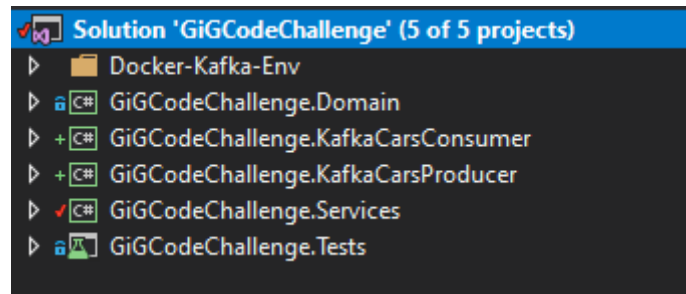 Solution 'GiGCodeChallenge' (5 of 5 projects)
Docker-Kafka-Env
C# GiGCodeChallenge.Domain
C# GiGCodeChallenge.KafkaCarsConsumer
C# GiGCodeChallenge.KafkaCarsProducer
C# GiGCodeChallenge.Services
GiGCodeChallenge.Tests